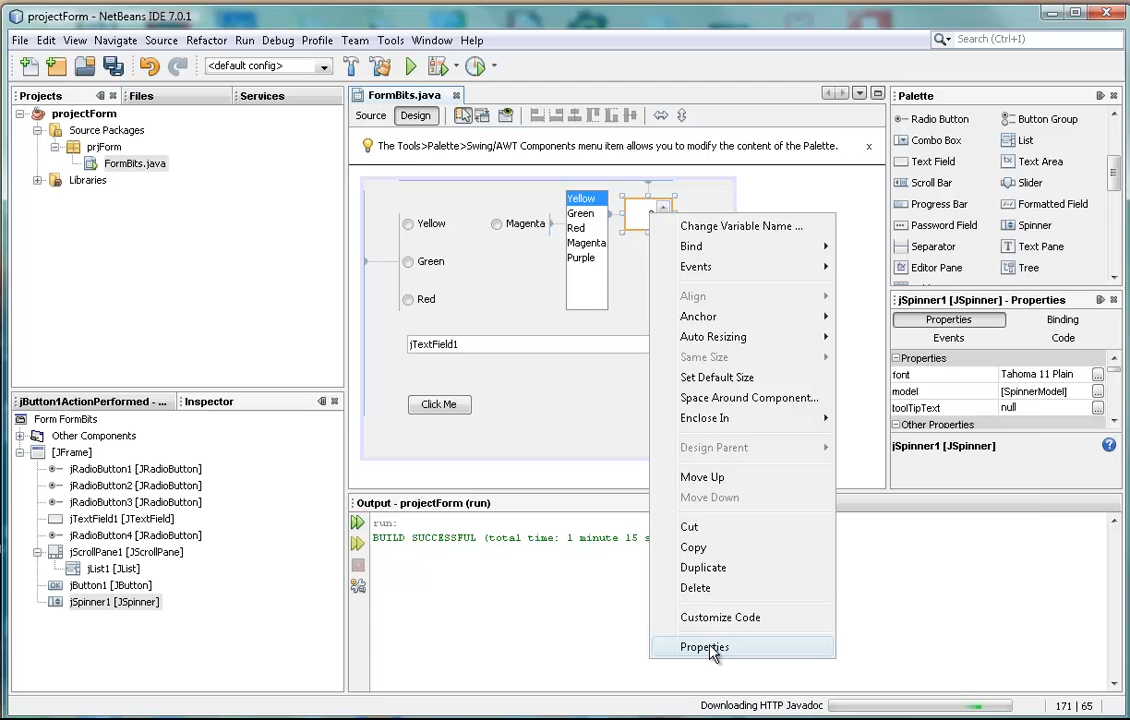 projectForm - NetBeans IDE 7.0.1
File Edit View Navigate Source Refactor Run Debug Profile Team Tools Window Help
Search (Ctrl+I)
<default config>
Projects
Files
Services
projectForm
Source Packages
prjForm
FormBits.java
Libraries
FormBits.java
Source
Design
The Tools>Palette>Swing/AWT Components menu item allows you to modify the content of the Palette.
x
Yellow
Green
Red
Magenta
Yellow
Green
Red
Magenta
Purple
jTextField1
Click Me
Change Variable Name ...
Bind
Events
Align
Anchor
Auto Resizing
Same Size
Set Default Size
Space Around Component...
Enclose In
Design Parent
Move Up
Move Down
Cut
Copy
Duplicate
Delete
Customize Code
Properties
Palette
Radio Button
Button Group
Combo Box
List
Text Field
Text Area
Scroll Bar
Slider
Progress Bar
Formatted Field
Password Field
Spinner
Separator
Text Pane
Editor Pane
Tree
jSpinner1 [JSpinner] - Properties
Properties
Binding
Events
Code
Properties
font
Tahoma 11 Plain
...
model
[SpinnerModel]
...
toolTipText
null
...
Other Properties
jSpinner1 [JSpinner]
jButton1ActionPerformed - ...
Inspector
Form FormBits
Other Components
[JFrame]
jRadioButton1 [JRadioButton]
jRadioButton2 [JRadioButton]
jRadioButton3 [JRadioButton]
jTextField1 [JTextField]
jRadioButton4 [JRadioButton]
jScrollPane1 [JScrollPane]
jList1 [JList]
jButton1 [JButton]
jSpinner1 [JSpinner]
Output - projectForm (run)
run:
BUILD SUCCESSFUL (total time: 1 minute 15 s
Downloading HTTP Javadoc
171 | 65